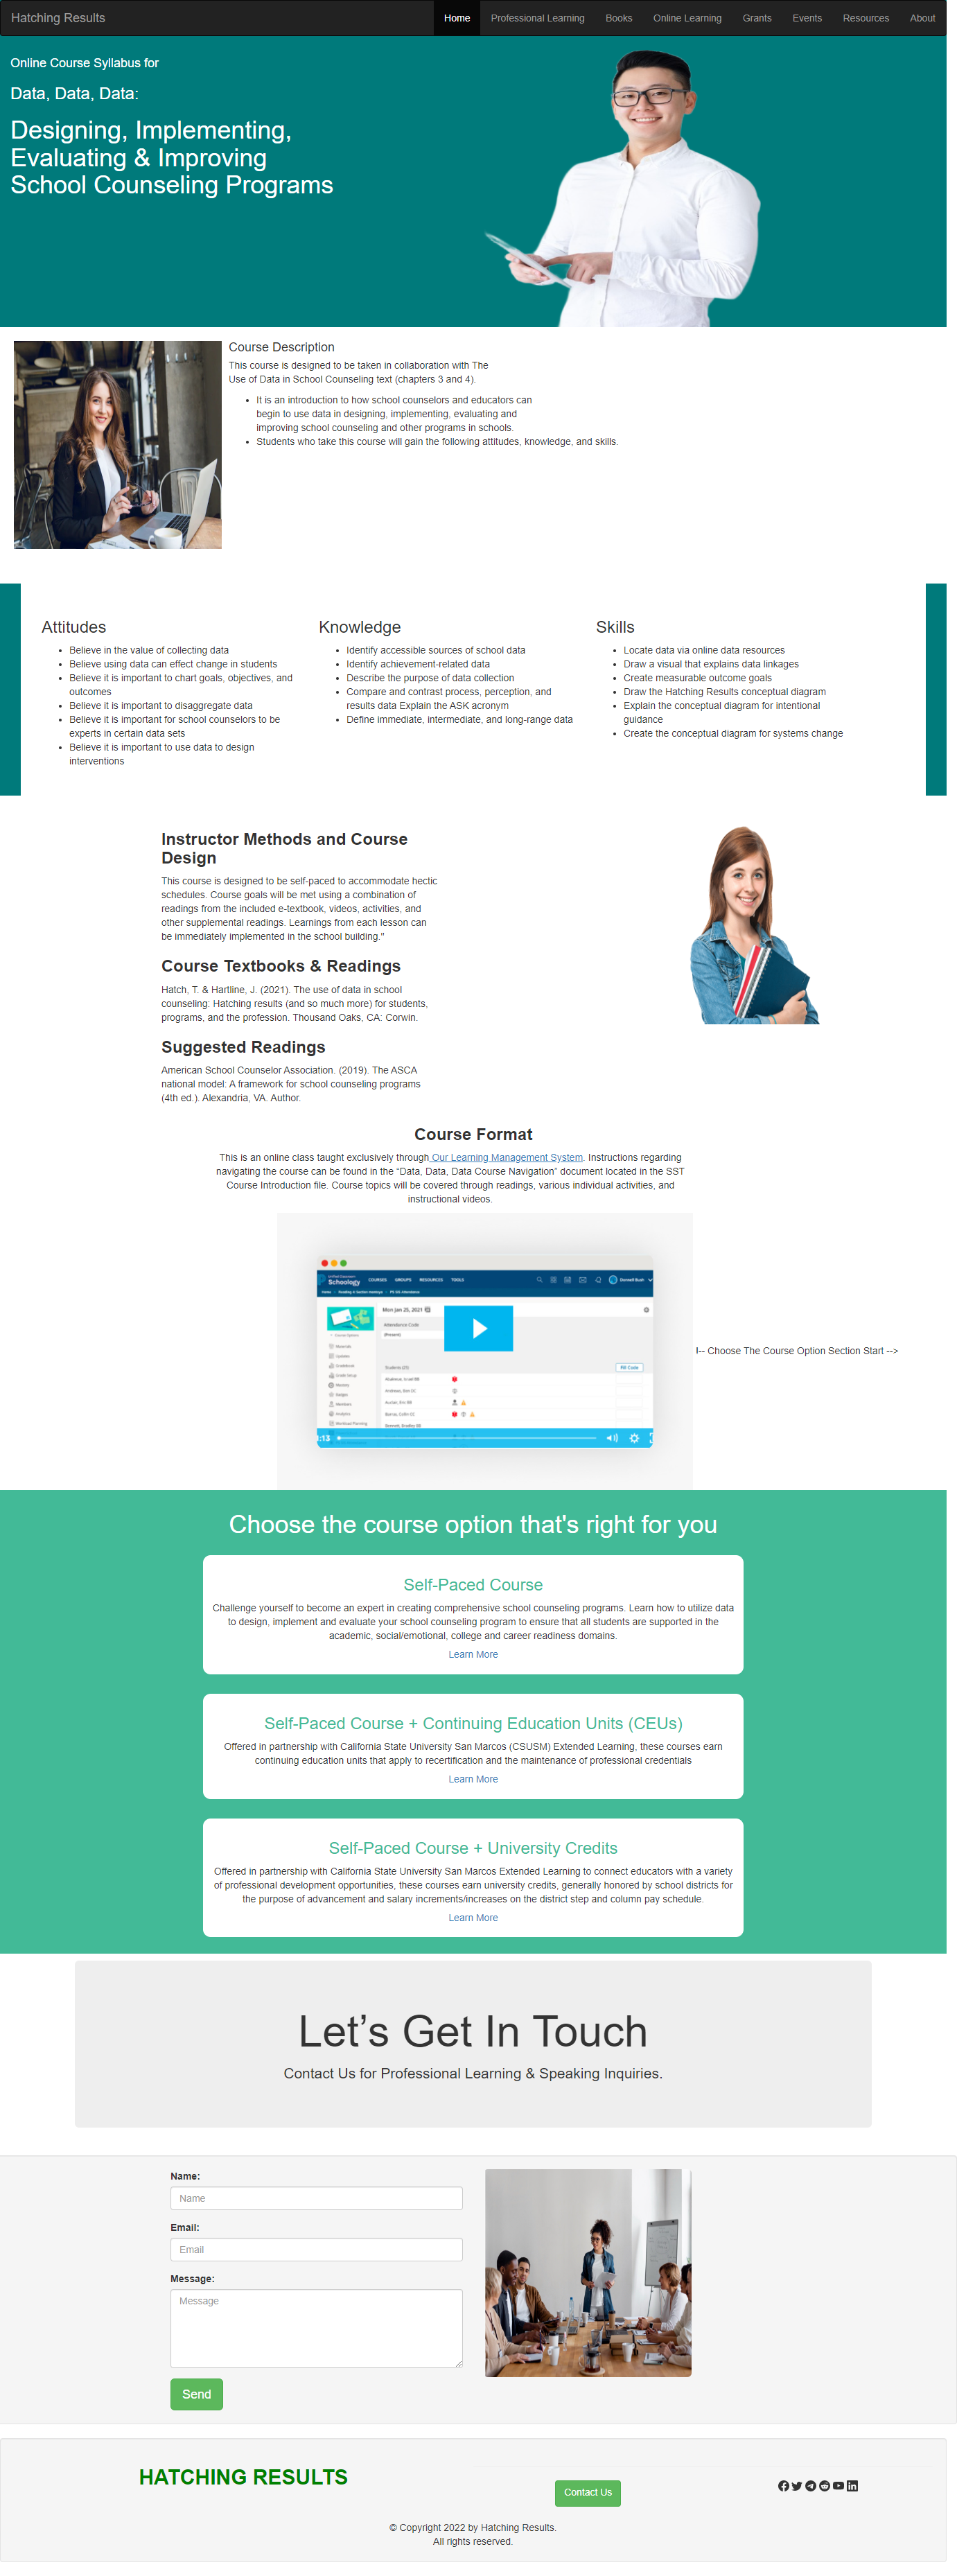 Hatching Results
Home
Professional Learning
Books
Online Learning
Grants
Events
Resources
About
Online Course Syllabus for
Data, Data, Data:
Designing, Implementing,
Evaluating & Improving
School Counseling Programs
Course Description
This course is designed to be taken in collaboration with The
Use of Data in School Counseling text (chapters 3 and 4).
It is an introduction to how school counselors and educators can
begin to use data in designing, implementing, evaluating and
improving school counseling and other programs in schools.
Students who take this course will gain the following attitudes, knowledge, and skills.
Attitudes
Believe in the value of collecting data
Believe using data can effect change in students
Believe it is important to chart goals, objectives, and
outcomes
Believe it is important to disaggregate data
Believe it is important for school counselors to be
experts in certain data sets
Believe it is important to use data to design
interventions
Knowledge
Identify accessible sources of school data
Identify achievement-related data
Describe the purpose of data collection
Compare and contrast process, perception, and
results data Explain the ASK acronym
Define immediate, intermediate, and long-range data
Skills
Locate data via online data resources
Draw a visual that explains data linkages
Create measurable outcome goals
Draw the Hatching Results conceptual diagram
Explain the conceptual diagram for intentional
guidance
Create the conceptual diagram for systems change
Instructor Methods and Course
Design
This course is designed to be self-paced to accommodate hectic
schedules. Course goals will be met using a combination of
readings from the included e-textbook, videos, activities, and
other supplemental readings. Learnings from each lesson can
be immediately implemented in the school building."
Course Textbooks & Readings
Hatch, T. & Hartline, J. (2021). The use of data in school
counseling: Hatching results (and so much more) for students,
programs, and the profession. Thousand Oaks, CA: Corwin.
Suggested Readings
American School Counselor Association. (2019). The ASCA
national model: A framework for school counseling programs
(4th ed.). Alexandria, VA. Author.
Course Format
This is an online class taught exclusively through Our Learning Management System. Instructions regarding
navigating the course can be found in the “Data, Data, Data Course Navigation” document located in the SST
Course Introduction file. Course topics will be covered through readings, various individual activities, and
instructional videos.
Schoology
COURSES
GROUPS
RESOURCES
TOOLS
Mon Jan 25, 2021
Attendance Code
(Present)
Students (21)
Fill Code
:13
!-- Choose The Course Option Section Start -->
Choose the course option that's right for you
Self-Paced Course
Challenge yourself to become an expert in creating comprehensive school counseling programs. Learn how to utilize data
to design, implement and evaluate your school counseling program to ensure that all students are supported in the
academic, social/emotional, college and career readiness domains.
Learn More
Self-Paced Course + Continuing Education Units (CEUs)
Offered in partnership with California State University San Marcos (CSUSM) Extended Learning, these courses earn
continuing education units that apply to recertification and the maintenance of professional credentials
Learn More
Self-Paced Course + University Credits
Offered in partnership with California State University San Marcos Extended Learning to connect educators with a variety
of professional development opportunities, these courses earn university credits, generally honored by school districts for
the purpose of advancement and salary increments/increases on the district step and column pay schedule.
Learn More
Let’s Get In Touch
Contact Us for Professional Learning & Speaking Inquiries.
Name:
Name
Email:
Email
Message:
Message
Send
HATCHING RESULTS
Contact Us
© Copyright 2022 by Hatching Results.
All rights reserved.